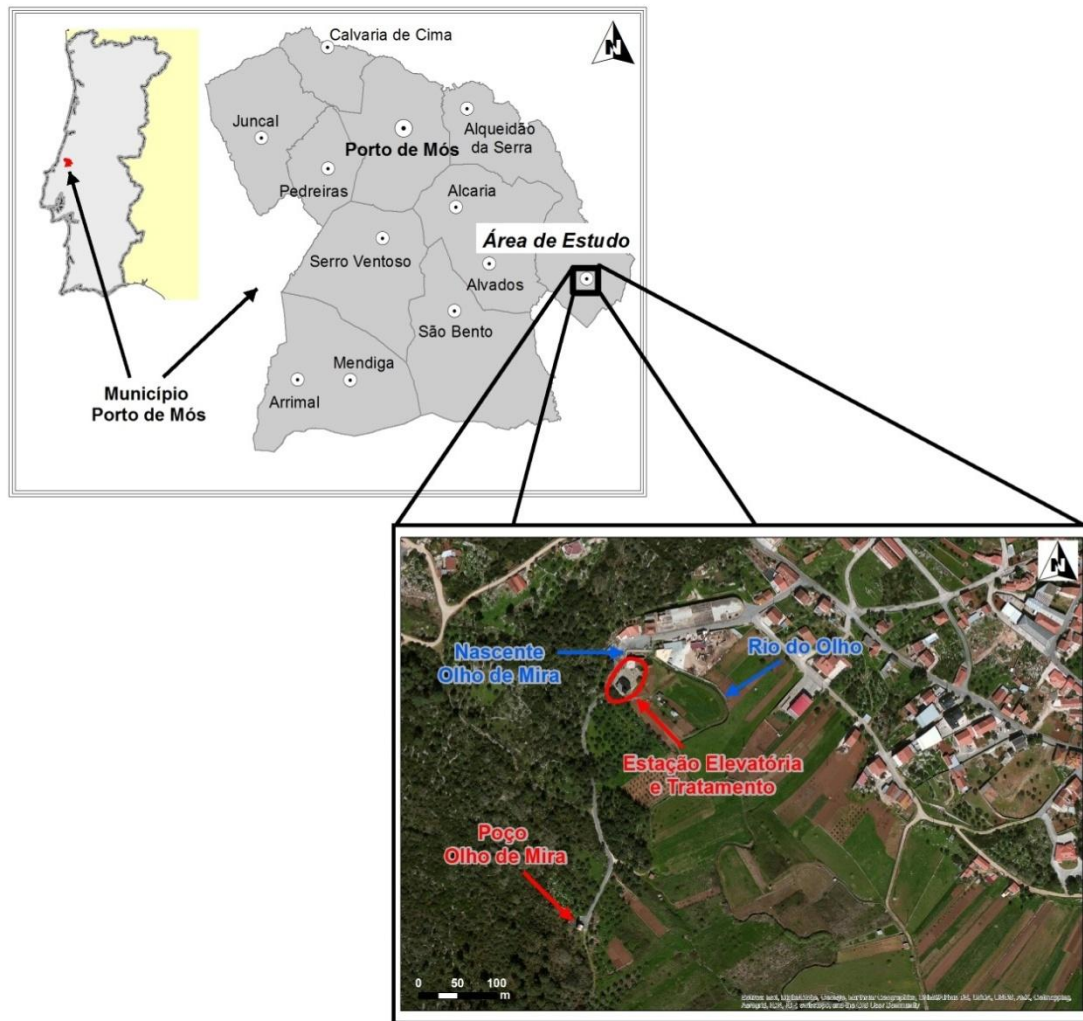 Calvaria de Cima
N
Juncal
Porto de Mós
Alqueidão
da Serra
Pedreiras
Alcaria
Área de Estudo
Serro Ventoso
Alvados
São Bento
Município
Porto de Mós
Mendiga
Arrimal
N
Nascente
Olho de Mira
Rio do Olho
Estação Elevatória
e Tratamento
Poço
Olho de Mira
0 50 100
m